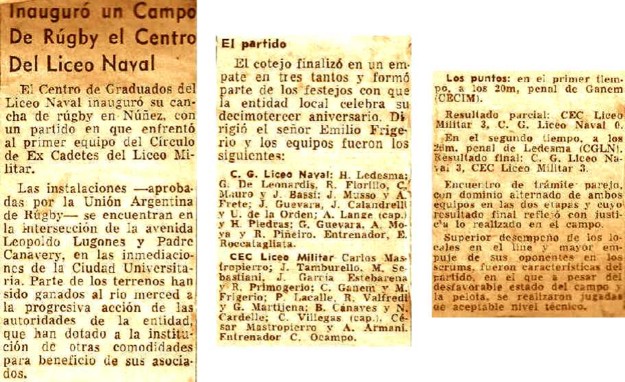 Inauguró un Campo
De Rúgby el Centro
Del Liceo Naval
El Centro de Graduados del
Liceo Naval inauguró su can-
cha de rúgby en Núñez, con
un partido en que enfrentó
al primer equipo del Círculo de
Ex Cadetes del Liceo Mi-
litar.
Las instalaciones —aproba-
das por la Unión Argentina
de Rúgby— se encuentran en
la intersección de la avenida
Leopoldo Lugones y Padre
Canavery, en las inmediacio-
nes de la Ciudad Universita-
ria. Parte de los terrenos han
sido ganados al río merced a
la progresiva acción de las
autoridades de la entidad,
que han dotado a la institu-
ción de otras comodidades
para beneficio de sus asocia-
dos.
El partido
El cotejo finalizó en un em-
pate en tres tantos y formó
parte de los festejos con que
la entidad local celebra su
decimotercer aniversario. Di
rigió el señor Emilio Frige-
rio y los equipos fueron los
siguientes:
C. G. Liceo Naval: H. Ledesma;
G. De Leonardis, R. Fiorillo, C.
Mauro y J. Bassi; J. Musso y A.
Frete; J. Guevara, J. Calandrelli
y U. de la Orden; A. Lanze (cap.)
y H. Piedras; G. Guevara, A. Mo-
ya y R. Piñeiro. Entrenador, E.
Roccatagliata.
CEC Liceo Militar Carlos Mas-
tropierro; J. Tamburello, M. Se-
bastiani, J. García Estebarena
y R. Primogerio; C. Ganem y M.
Frigerio; P. Lacalle, R. Valfredi
y G. Martijena; B. Canaves y N.
Cardelle; C. Villegas (cap.), Cé-
sar Mastropierro y A. Armani.
Entrenador C. Ocampo.
Los puntos: en el primer tiem-
po, a los 20m, penal de Ganem
(CECIM).
Resultado parcial: CEC Liceo
Militar 3, C. G. Liceo Naval 0.
En el segundo tiempo, a los
penal de Ledesma (CGLN).
Resultado final: C. G. Liceo Na-
val 3, CEC Liceo Militar 3.
Encuentro de trámite parejo,
con dominio alternado de ambos
equipos en las dos etapas y cuyo
resultado final reflejó con justi-
cia lo realizado en el campo.
Superior desempeño de los lo-
cales en el line y mayor em-
puje de sus oponentes en los
scrums, fueron características del
partido, en el que a pesar del
desfavorable estado del campo y
la pelota, se realizaron jugadas
de aceptable nivel técnico.